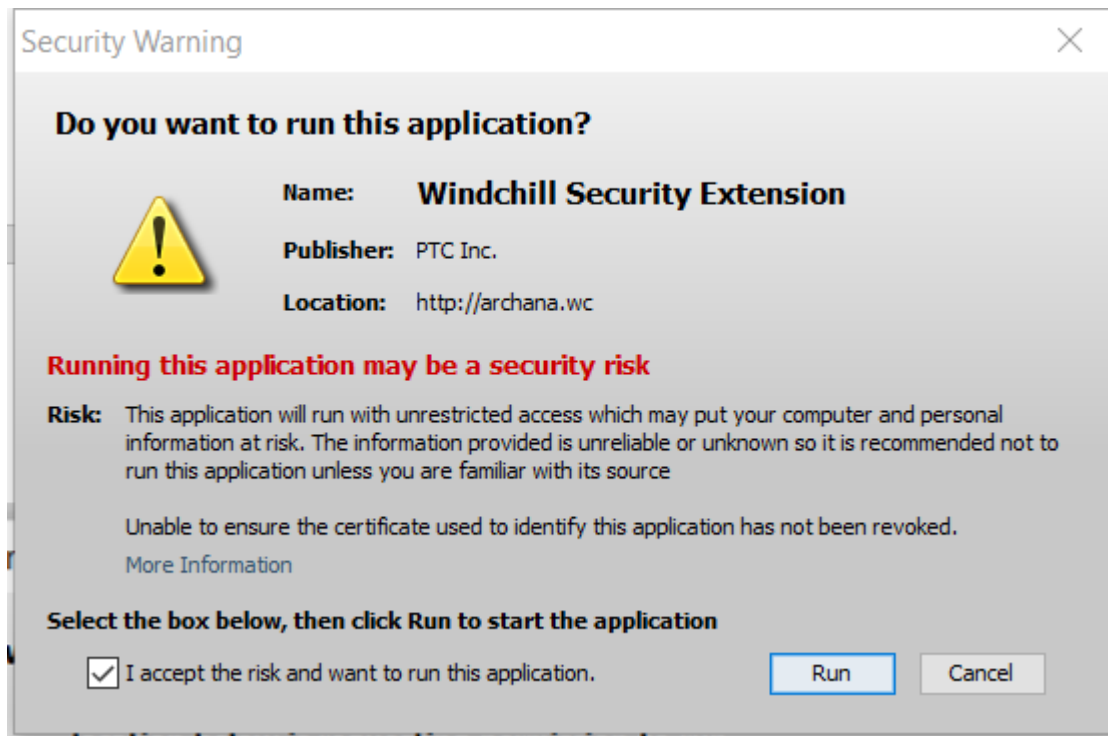 Security Warning
Do you want to run this application?
Name: Windchill Security Extension
Publisher: PTC Inc.
Location: http://archana.wc
Running this application may be a security risk
Risk: This application will run with unrestricted access which may put your computer and personal
information at risk. The information provided is unreliable or unknown so it is recommended not to
run this application unless you are familiar with its source
Unable to ensure the certificate used to identify this application has not been revoked.
More Information
Select the box below, then click Run to start the application
I accept the risk and want to run this application.
Run Cancel